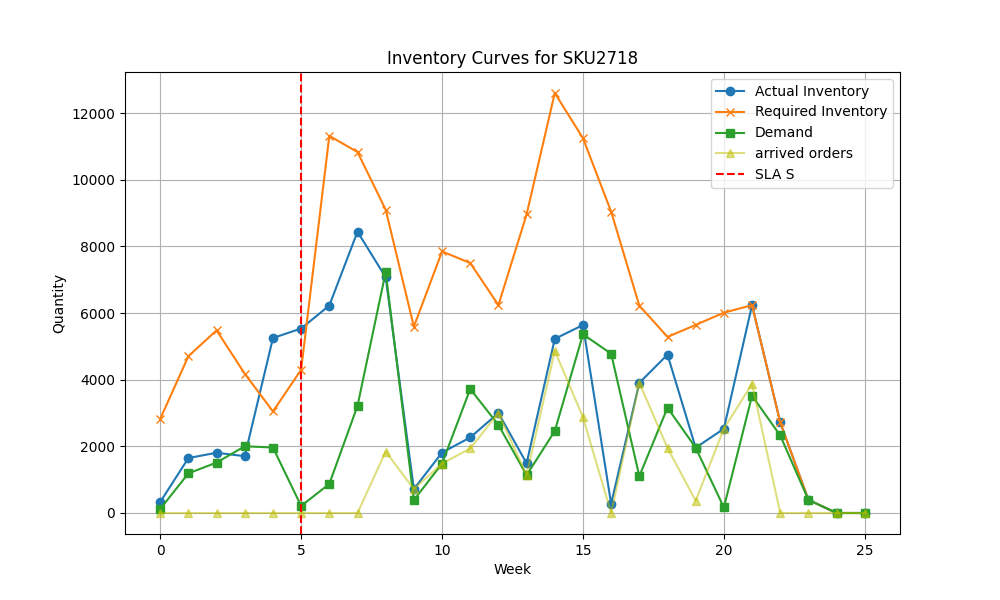 Inventory Curves for SKU2718
Actual Inventory
Required Inventory
Demand
arrived orders
SLA S
Quantity
12000
10000
8000
6000
4000
2000
0
0 5 10 15 20 25
Week